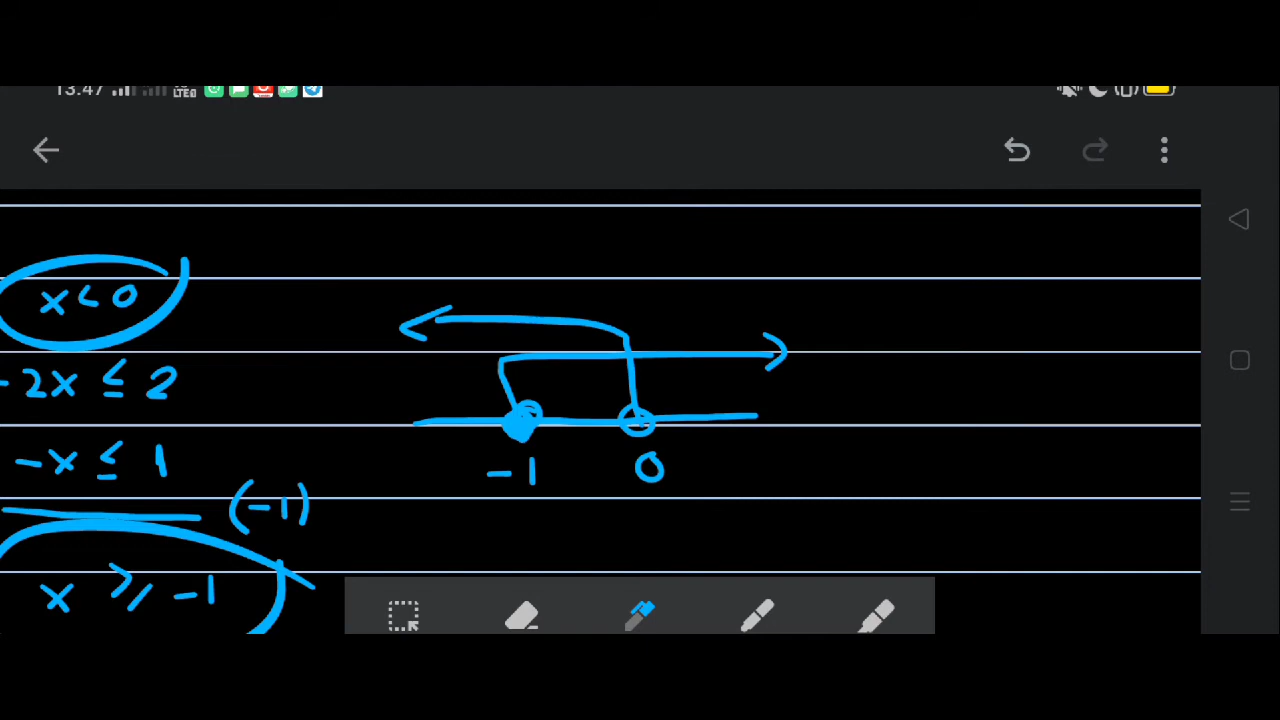 13.47
x < 0
- 2x ≤ 2
-x ≤ 1
(-1)
x ≥ -1
-1 0